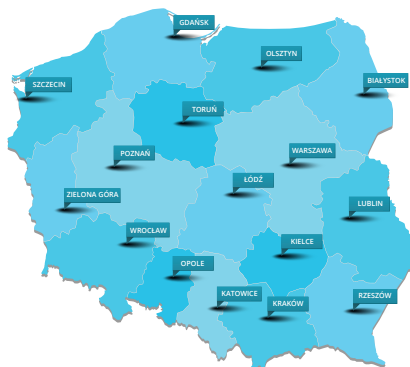 GDAŃSK
OLSZTYN
BIAŁYSTOK
SZCZECIN
TORUŃ
POZNAŃ
WARSZAWA
ŁÓDŹ
ZIELONA GÓRA
LUBLIN
WROCŁAW
KIELCE
OPOLE
KATOWICE
RZESZÓW
KRAKÓW